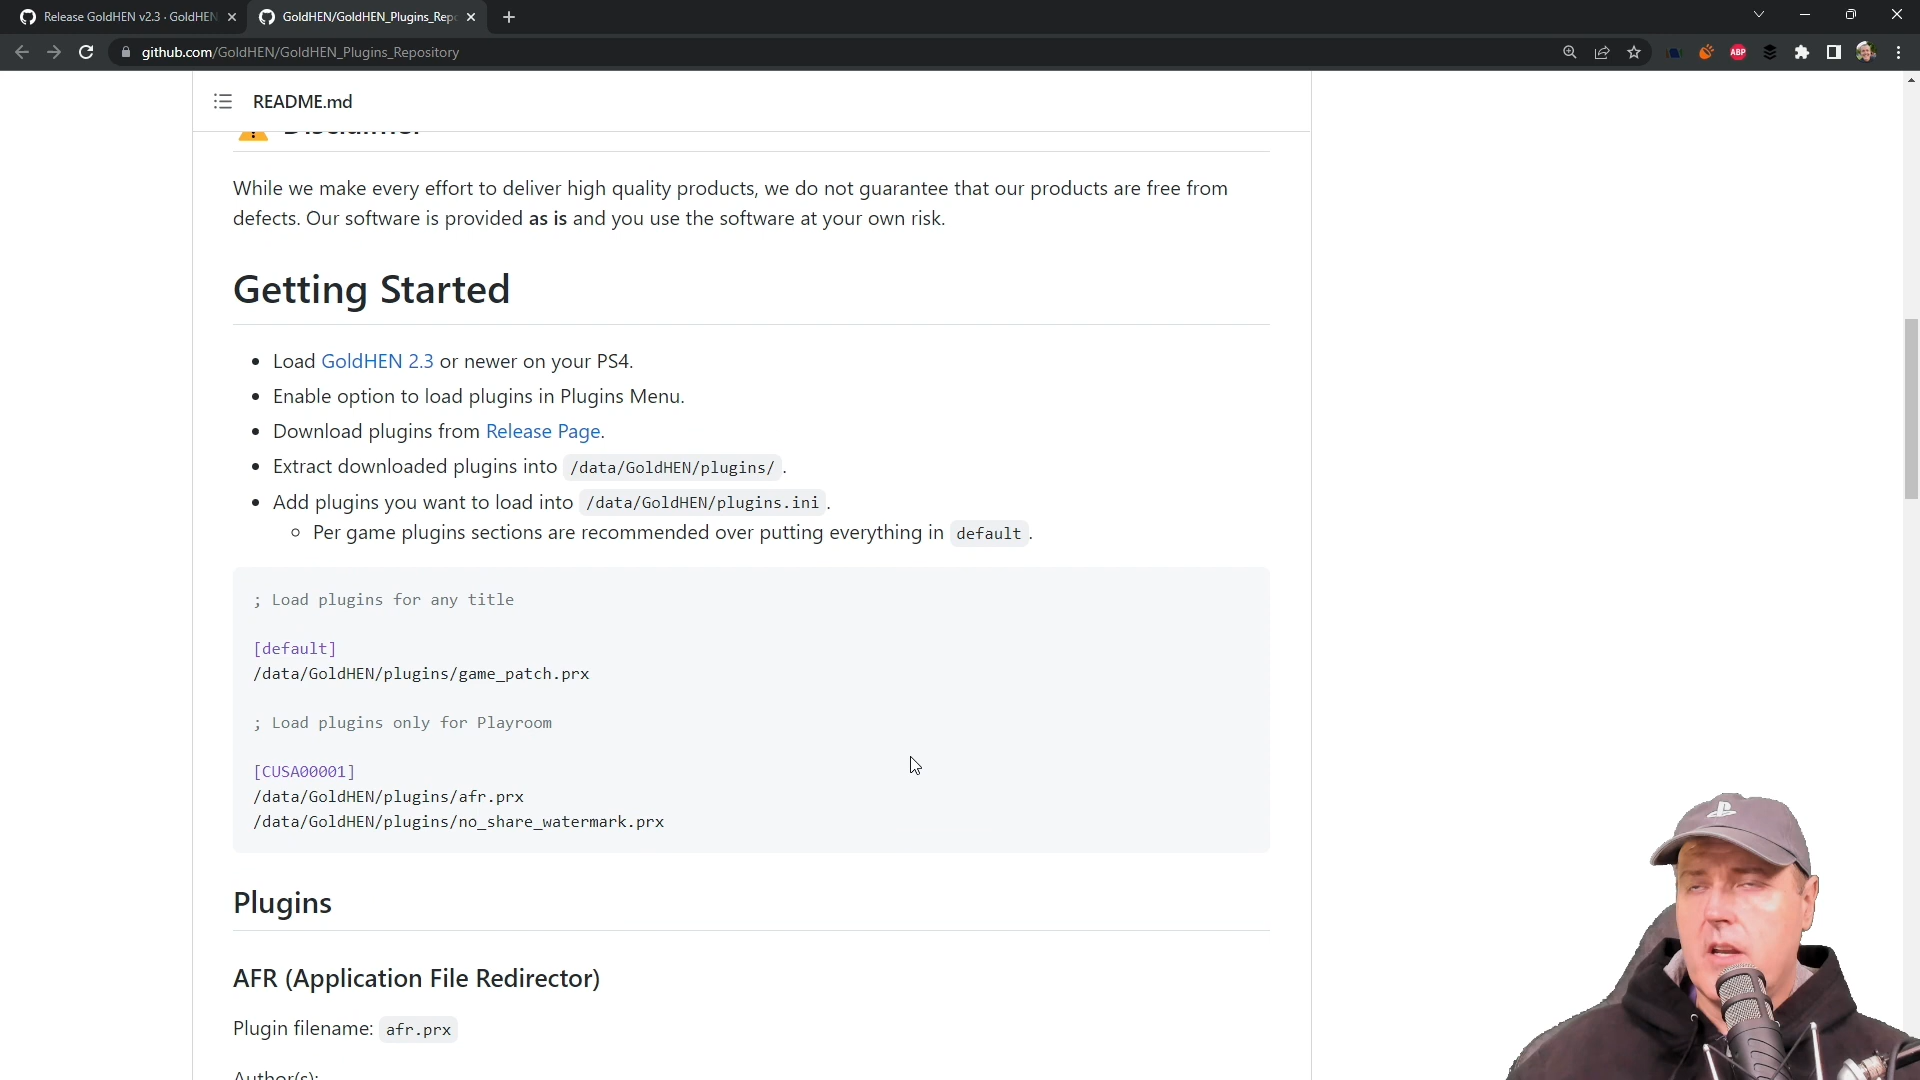 Release GoldHEN v2.3 · GoldHEN
GoldHEN/GoldHEN_Plugins_Repo
github.com/GoldHEN/GoldHEN_Plugins_Repository
ABP
README.md
Disclaimer
While we make every effort to deliver high quality products, we do not guarantee that our products are free from
defects. Our software is provided as is and you use the software at your own risk.
Getting Started
Load GoldHEN 2.3 or newer on your PS4.
Enable option to load plugins in Plugins Menu.
Download plugins from Release Page.
Extract downloaded plugins into /data/GoldHEN/plugins/ .
Add plugins you want to load into /data/GoldHEN/plugins.ini .
Per game plugins sections are recommended over putting everything in default .
; Load plugins for any title
[default]
/data/GoldHEN/plugins/game_patch.prx
; Load plugins only for Playroom
[CUSA00001]
/data/GoldHEN/plugins/afr.prx
/data/GoldHEN/plugins/no_share_watermark.prx
Plugins
AFR (Application File Redirector)
Plugin filename: afr.prx
Author(s):